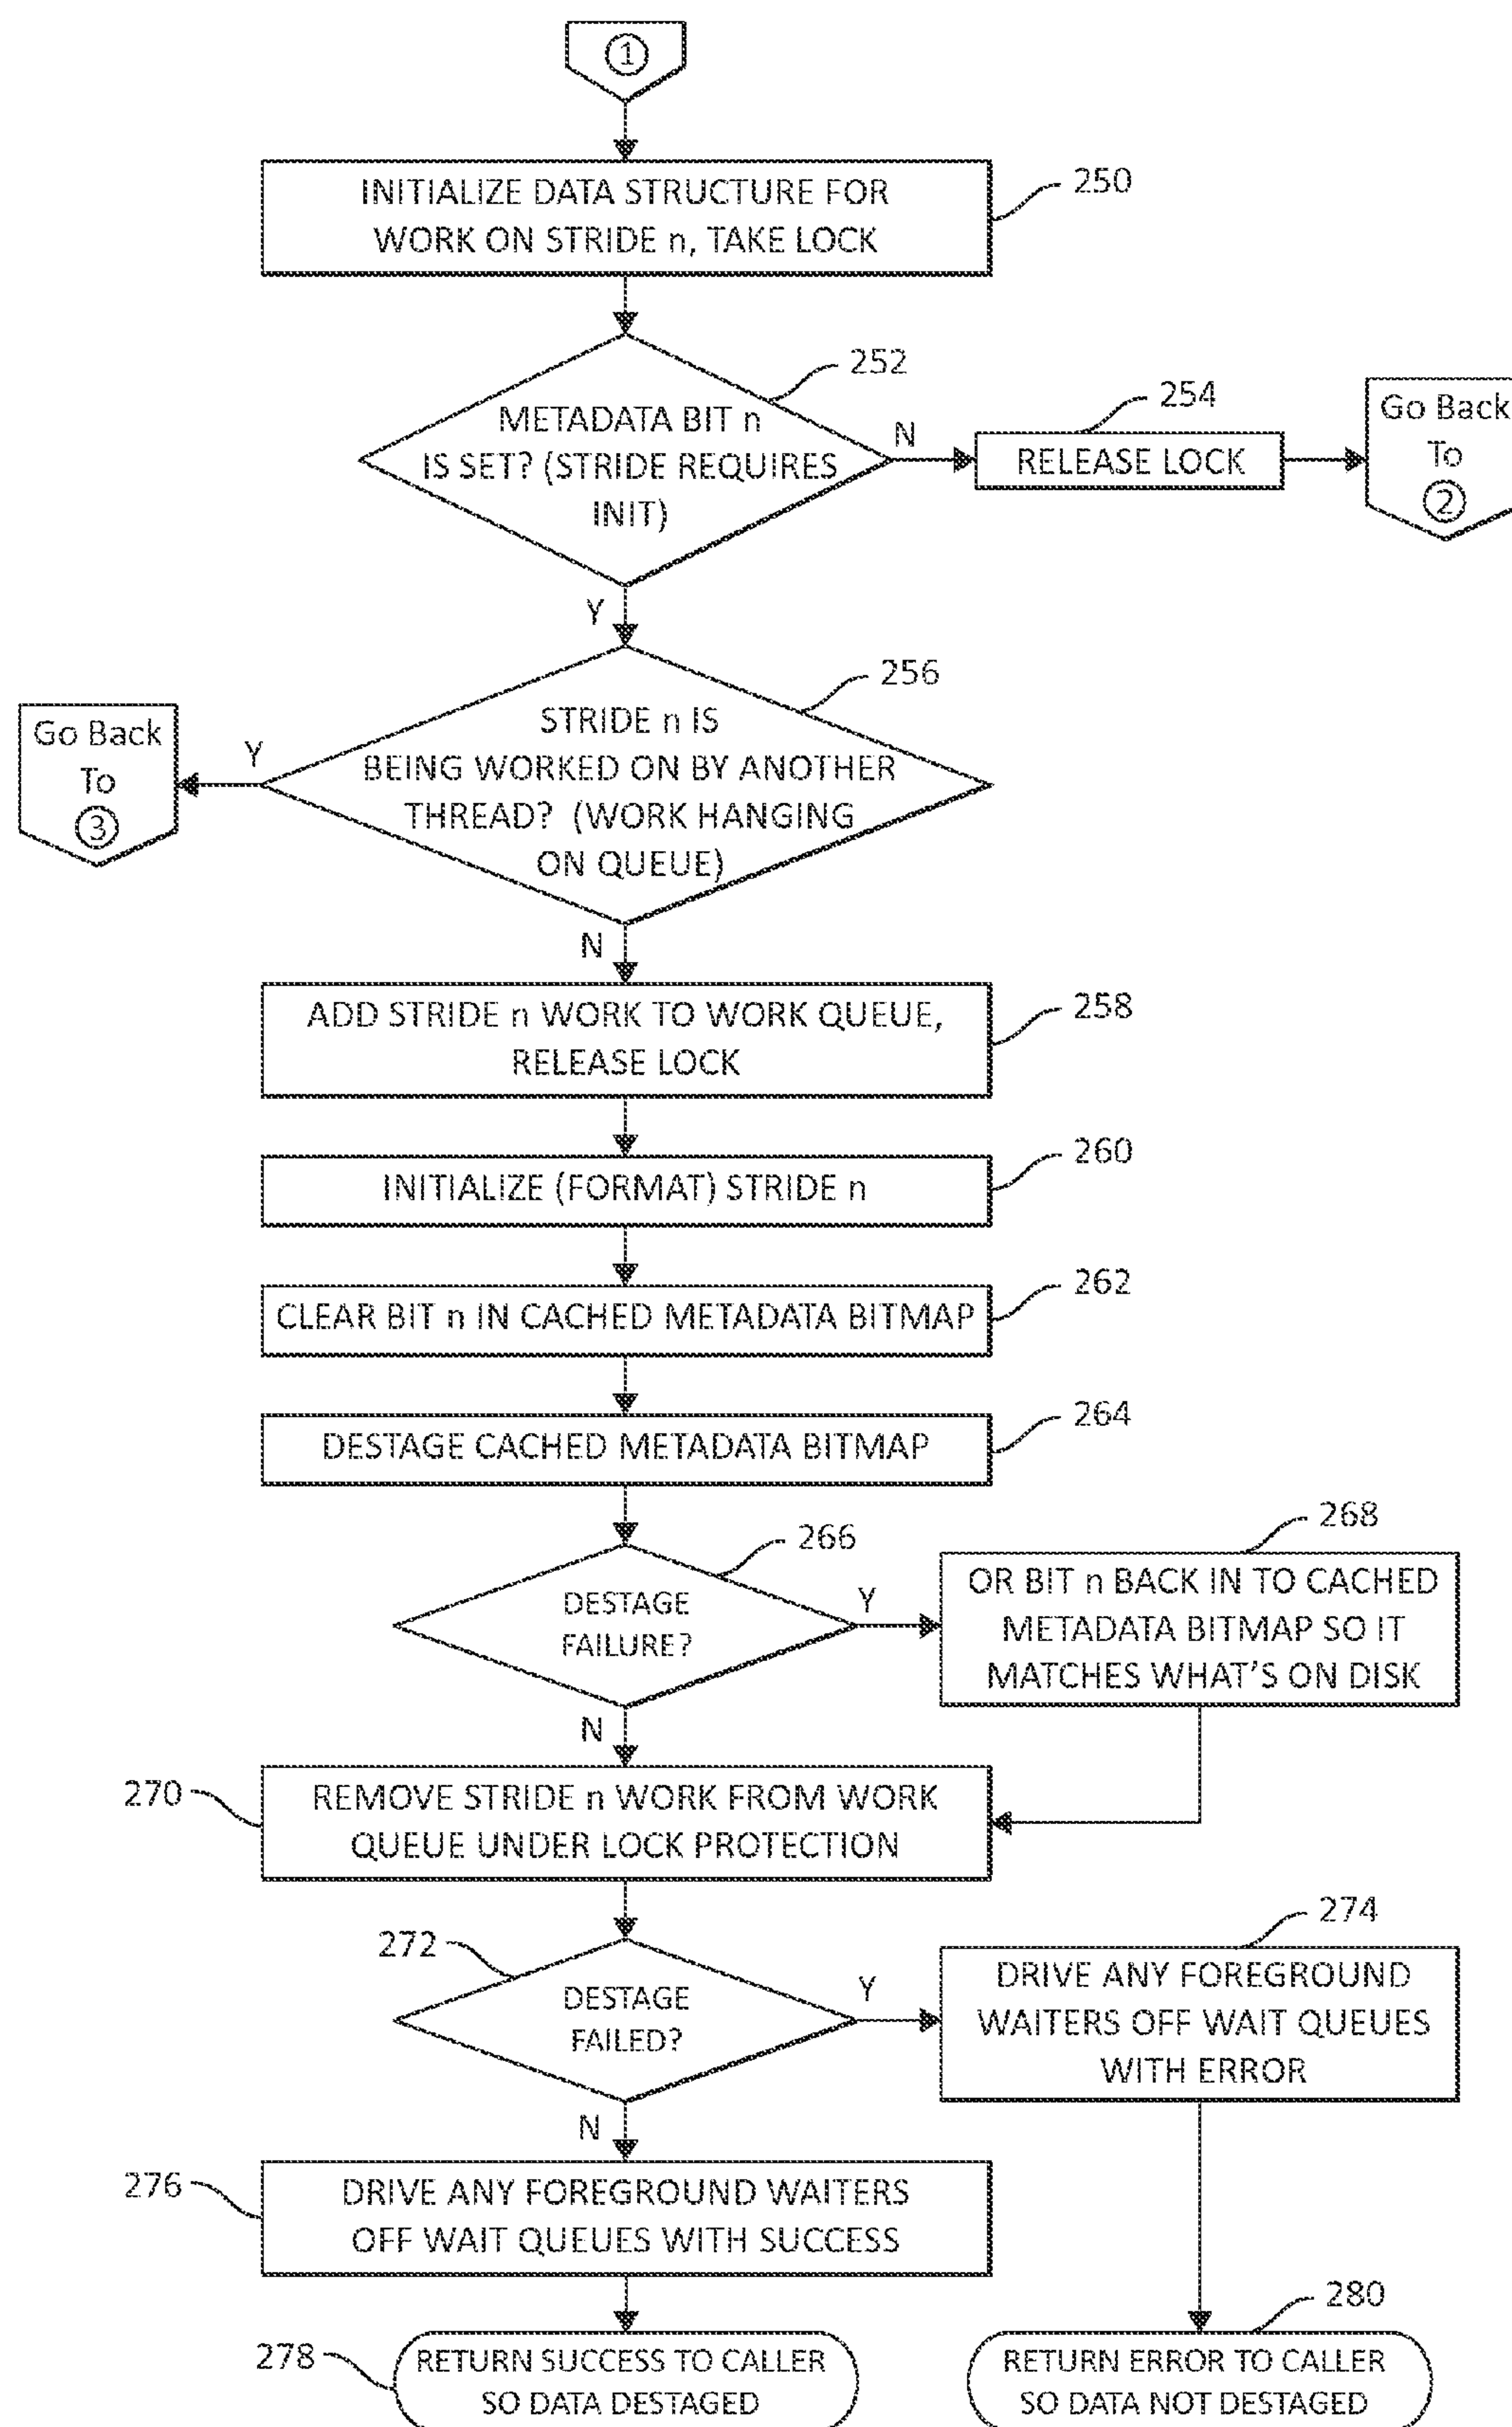 1
INITIALIZE DATA STRUCTURE FOR
WORK ON STRIDE n, TAKE LOCK
250
METADATA BIT n
IS SET? (STRIDE REQUIRES
INIT)
252
N
RELEASE LOCK
254
Go Back
To
2
Y
STRIDE n IS
BEING WORKED ON BY ANOTHER
THREAD? (WORK HANGING
ON QUEUE)
256
Y
Go Back
To
3
N
ADD STRIDE n WORK TO WORK QUEUE,
RELEASE LOCK
258
INITIALIZE (FORMAT) STRIDE n
260
CLEAR BIT n IN CACHED METADATA BITMAP
262
DESTAGE CACHED METADATA BITMAP
264
DESTAGE
FAILURE?
266
Y
OR BIT n BACK IN TO CACHED
METADATA BITMAP SO IT
MATCHES WHAT'S ON DISK
268
N
270
REMOVE STRIDE n WORK FROM WORK
QUEUE UNDER LOCK PROTECTION
272
DESTAGE
FAILED?
Y
DRIVE ANY FOREGROUND
WAITERS OFF WAIT QUEUES
WITH ERROR
274
N
276
DRIVE ANY FOREGROUND WAITERS
OFF WAIT QUEUES WITH SUCCESS
278
RETURN SUCCESS TO CALLER
SO DATA DESTAGED
280
RETURN ERROR TO CALLER
SO DATA NOT DESTAGED